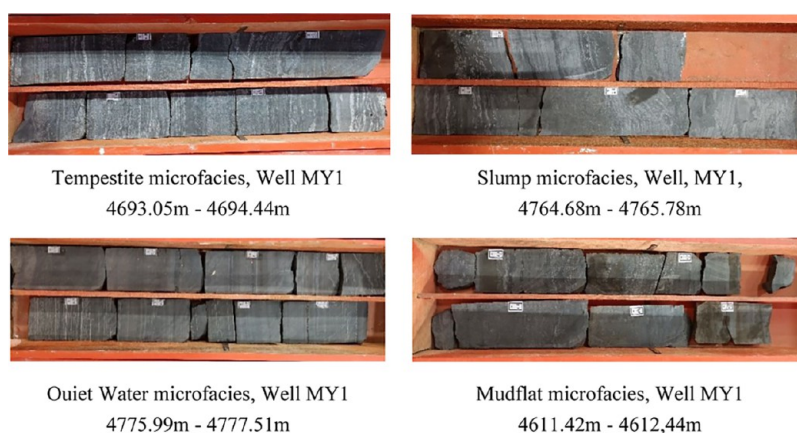 Tempestite microfacies, Well MY1
4693.05m - 4694.44m
Slump microfacies, Well, MY1,
4764.68m - 4765.78m
Ouiet Water microfacies, Well MY1
4775.99m - 4777.51m
Mudflat microfacies, Well MY1
4611.42m - 4612,44m